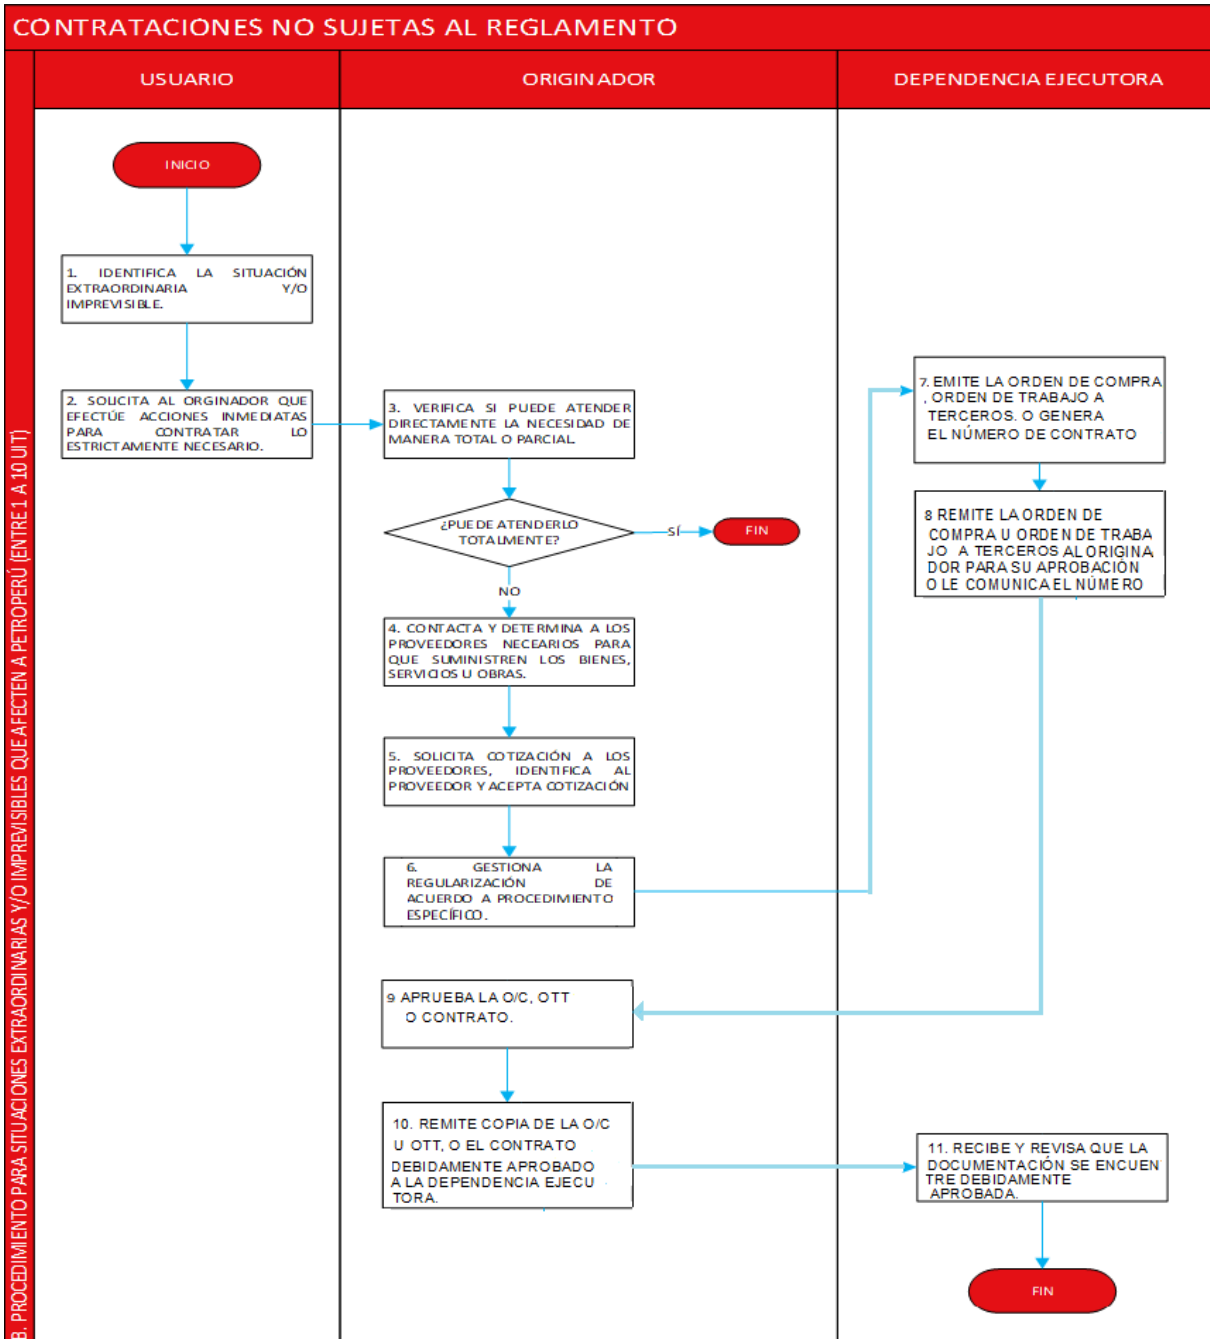 CONTRATACIONES NO SUJETAS AL REGLAMENTO
B. PROCEDIMIENTO PARA SITUACIONES EXTRAORDINARIAS Y/O IMPREVISIBLES QUE AFECTEN A PETROPERÚ (ENTRE 1 A 10 UIT)
USUARIO
ORIGINADOR
DEPENDENCIA EJECUTORA
INICIO
1. IDENTIFICA LA SITUACIÓN
EXTRAORDINARIA Y/O
IMPREVISIBLE.
2. SOLICITA AL ORGINADOR QUE
EFECTÚE ACCIONES INMEDIATAS
PARA CONTRATAR LO
ESTRICTAMENTE NECESARIO.
3. VERIFICA SI PUEDE ATENDER
DIRECTAMENTE LA NECESIDAD DE
MANERA TOTAL O PARCIAL
¿PUEDE ATENDERLO
TOTALMENTE?
SÍ
FIN
NO
4. CONTACTA Y DETERMINA A LOS
PROVEEDORES NECEARIOS PARA
QUE SUMINISTREN LOS BIENES,
SERVICIOS U OBRAS.
5. SOLICITA COTIZACIÓN A LOS
PROVEEDORES, IDENTIFICA AL
PROVEEDOR Y ACEPTA COTIZACIÓN
6. GESTIONA LA
REGULARIZACIÓN DE
ACUERDO A PROCEDIMIENTO
ESPECÍFICO.
7. EMITE LA ORDEN DE COMPRA
, ORDEN DE TRABAJO A
TERCEROS. O GENERA
EL NÚMERO DE CONTRATO
8 REMITE LA ORDEN DE
COMPRA U ORDEN DE TRABA
JO A TERCEROS AL ORIGINA
DOR PARA SU APROBACIÓN
O LE COMUNICA EL NÚMERO
9 APRUEBA LA O/C, OTT
O CONTRATO.
10. REMITE COPIA DE LA O/C
U OTT, O EL CONTRATO
DEBIDAMENTE APROBADO
A LA DEPENDENCIA EJECU
TORA.
11. RECIBE Y REVISA QUE LA
DOCUMENTACIÓN SE ENCUEN
TRE DEBIDAMENTE
APROBADA.
FIN